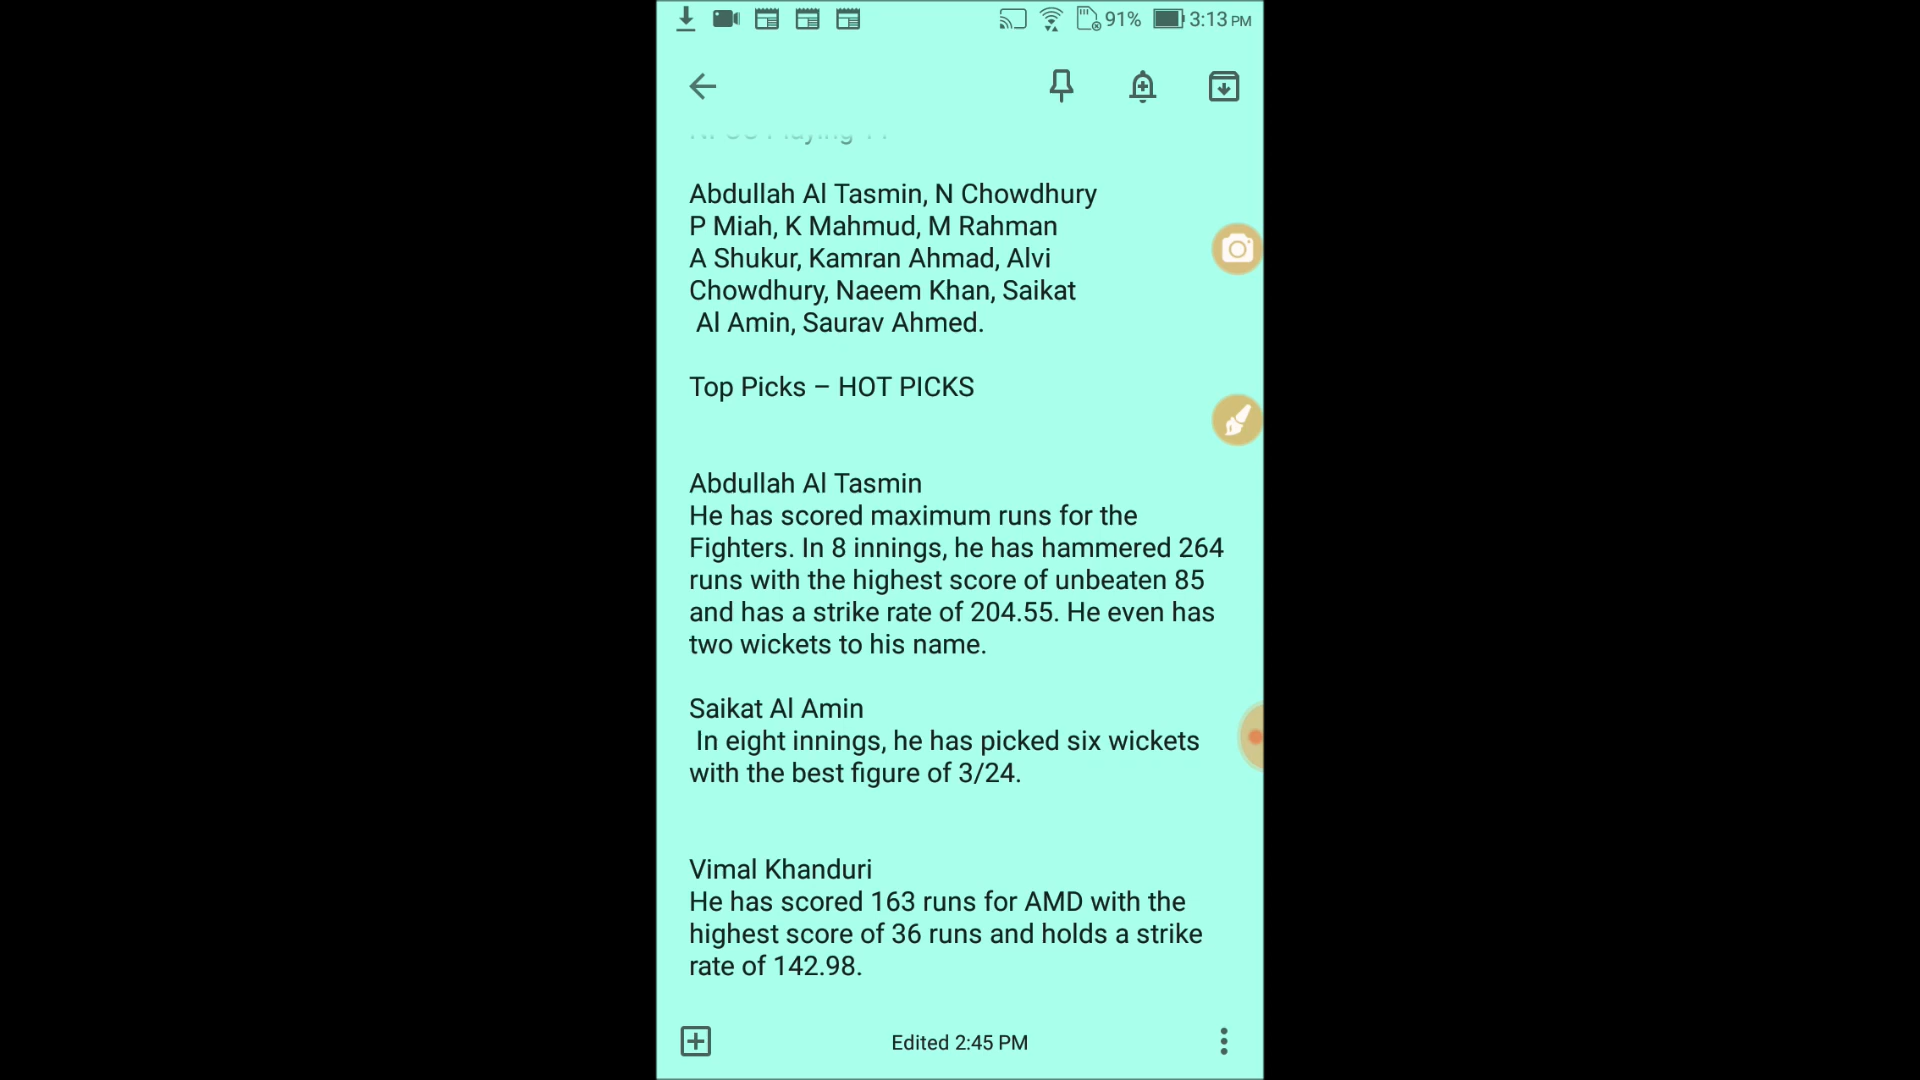 91% 3:13 PM
Playing 11
Abdullah Al Tasmin, N Chowdhury
P Miah, K Mahmud, M Rahman
A Shukur, Kamran Ahmad, Alvi
Chowdhury, Naeem Khan, Saikat
Al Amin, Saurav Ahmed.
Top Picks – HOT PICKS
Abdullah Al Tasmin
He has scored maximum runs for the
Fighters. In 8 innings, he has hammered 264
runs with the highest score of unbeaten 85
and has a strike rate of 204.55. He even has
two wickets to his name.
Saikat Al Amin
In eight innings, he has picked six wickets
with the best figure of 3/24.
Vimal Khanduri
He has scored 163 runs for AMD with the
highest score of 36 runs and holds a strike
rate of 142.98.
Edited 2:45 PM